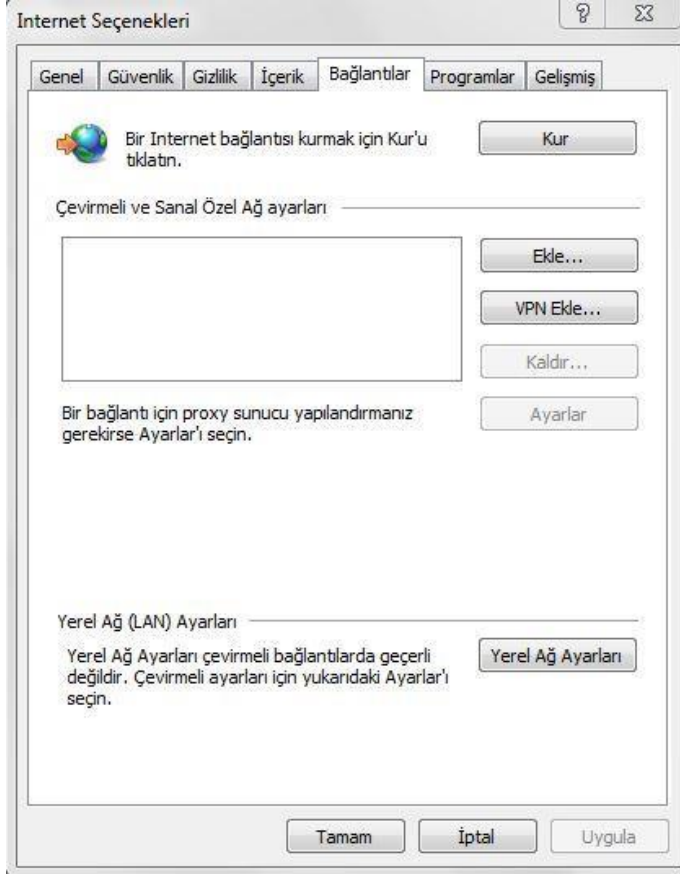 Internet Seçenekleri
Genel Güvenlik Gizlilik İçerik Bağlantılar Programlar Gelişmiş
Bir Internet bağlantısı kurmak için Kur'u
tıklatın.
Kur
Çevirmeli ve Sanal Özel Ağ ayarları
Ekle...
VPN Ekle...
Kaldır...
Bir bağlantı için proxy sunucu yapılandırmanız
gerekirse Ayarlar'ı seçin.
Ayarlar
Yerel Ağ (LAN) Ayarları
Yerel Ağ Ayarları çevirmeli bağlantılarda geçerli
değildir. Çevirmeli ayarları için yukarıdaki Ayarlar'ı
seçin.
Yerel Ağ Ayarları
Tamam İptal Uygula